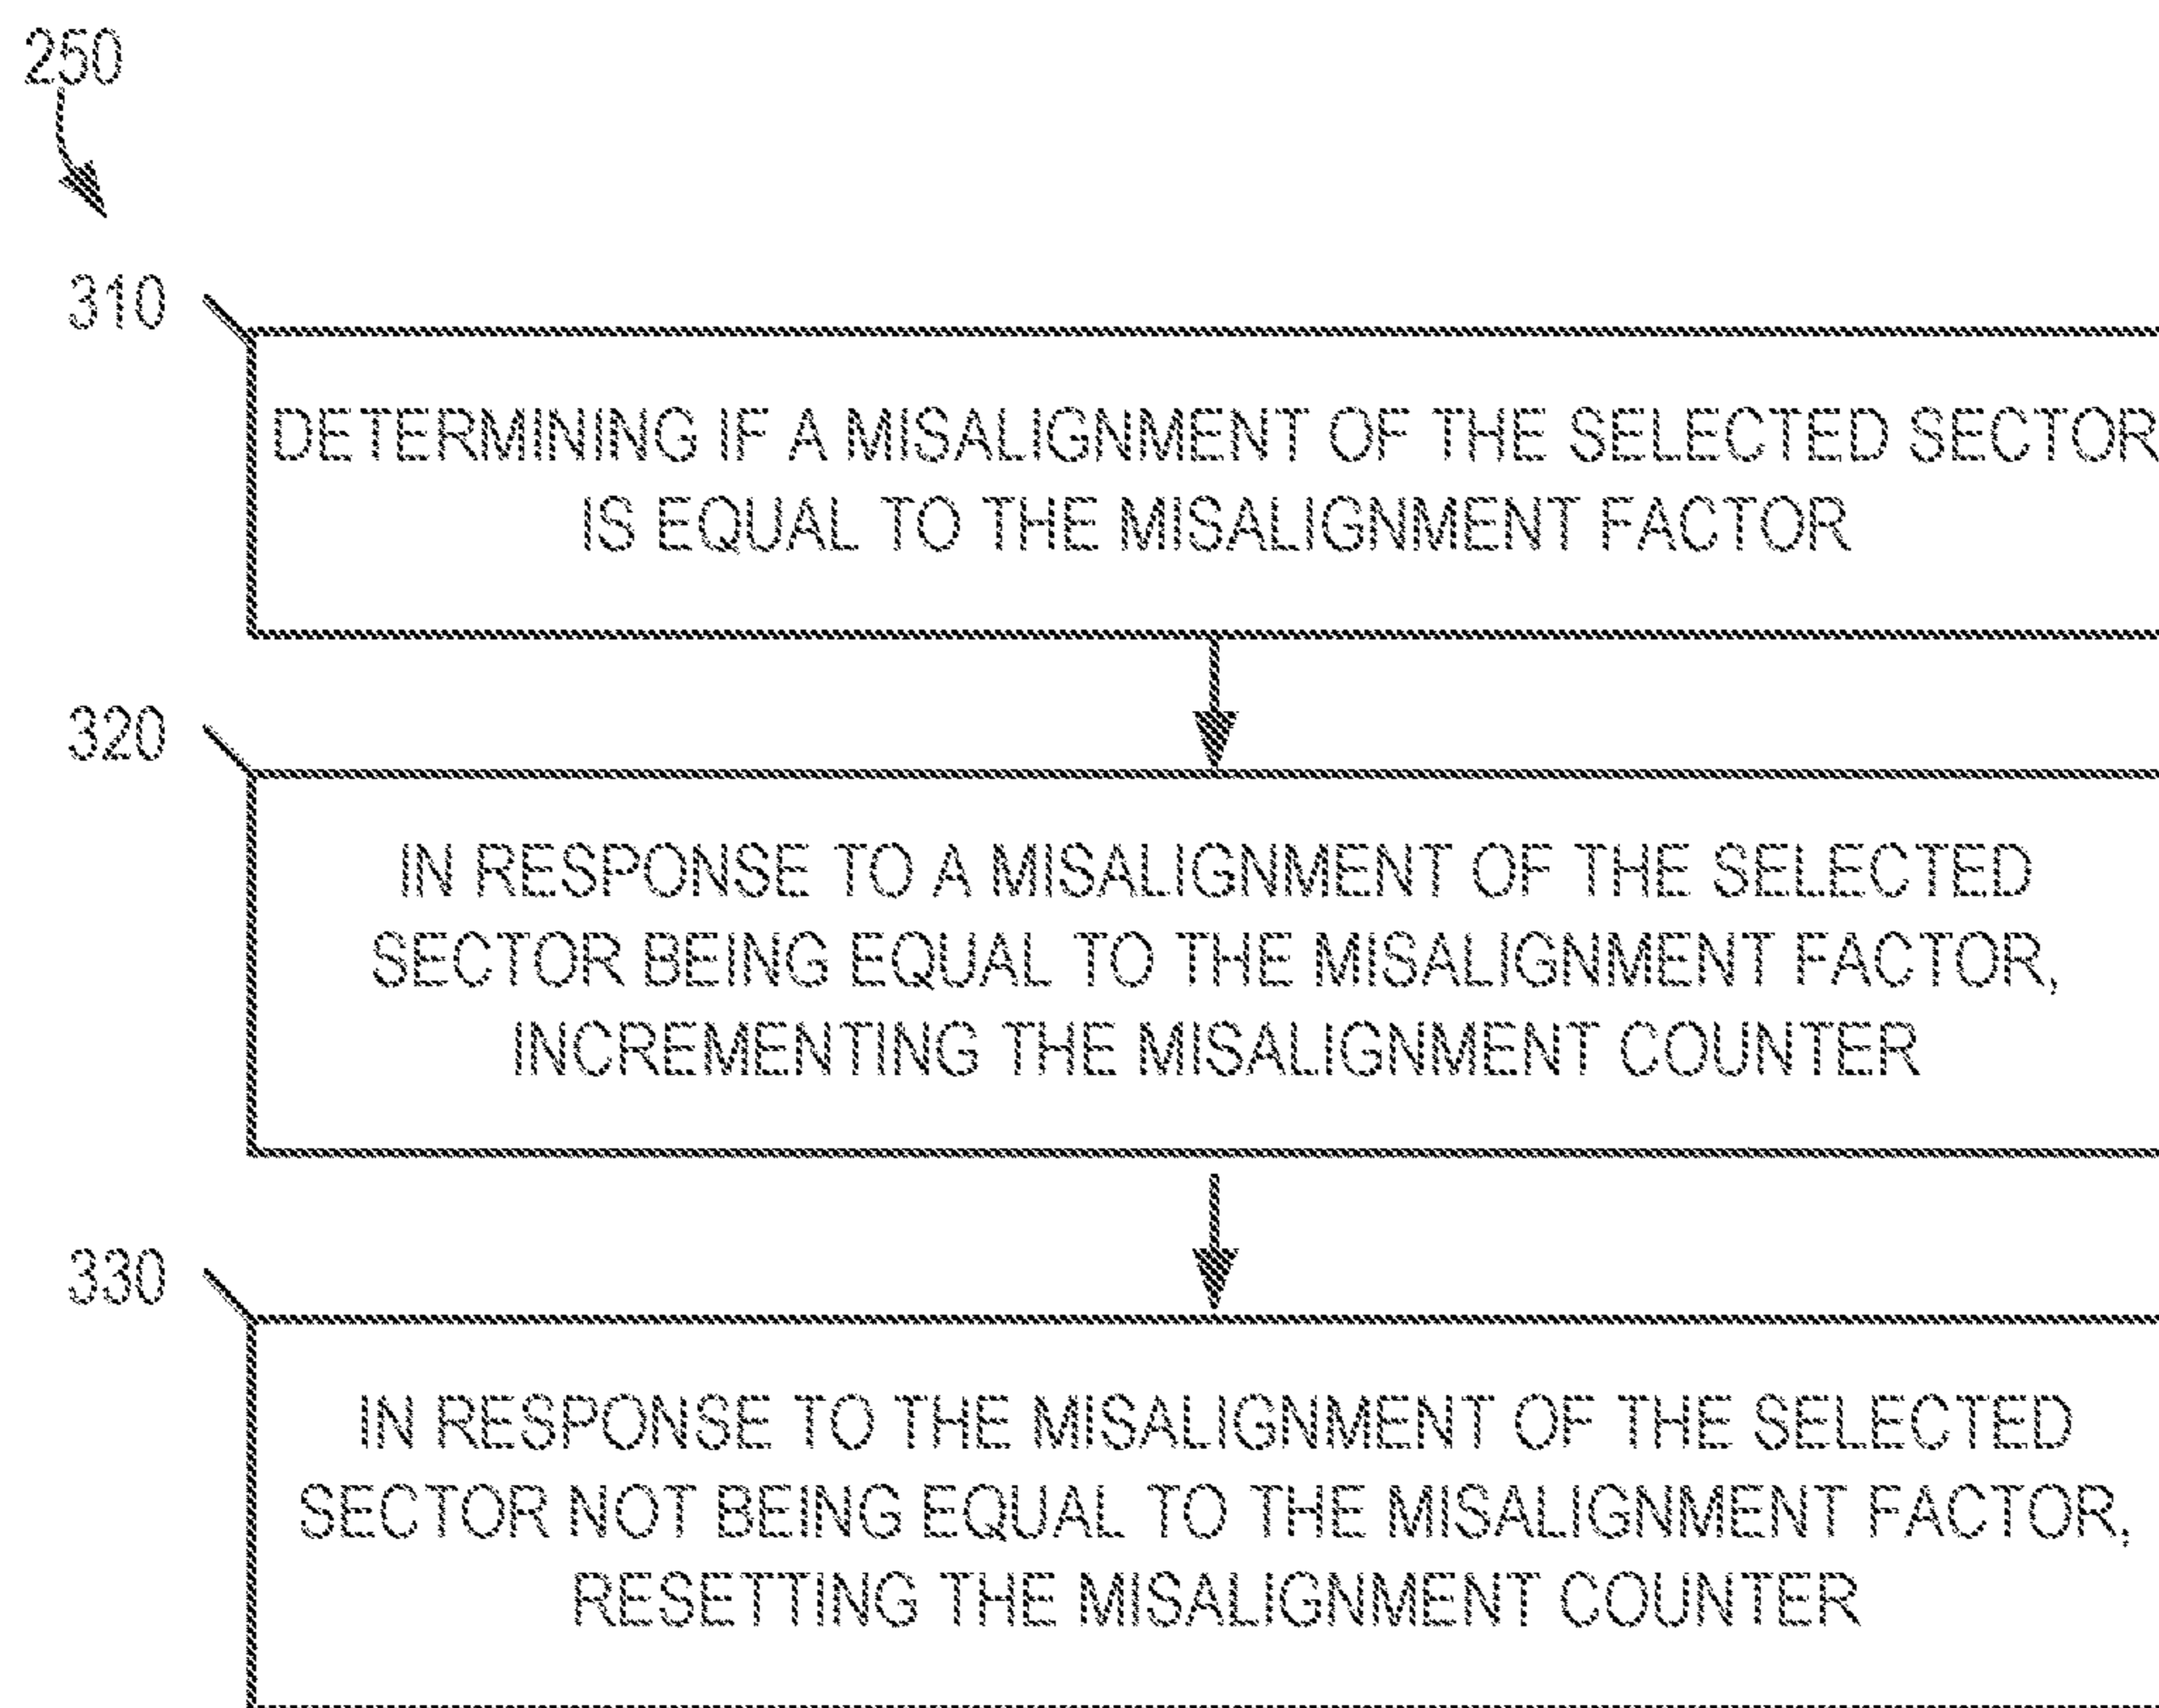 250
310
DETERMINING IF A MISALIGNMENT OF THE SELECTED SECTOR
IS EQUAL TO THE MISALIGNMENT FACTOR
320
IN RESPONSE TO A MISALIGNMENT OF THE SELECTED
SECTOR BEING EQUAL TO THE MISALIGNMENT FACTOR,
INCREMENTING THE MISALIGNMENT COUNTER
330
IN RESPONSE TO THE MISALIGNMENT OF THE SELECTED
SECTOR NOT BEING EQUAL TO THE MISALIGNMENT FACTOR,
RESETTING THE MISALIGNMENT COUNTER